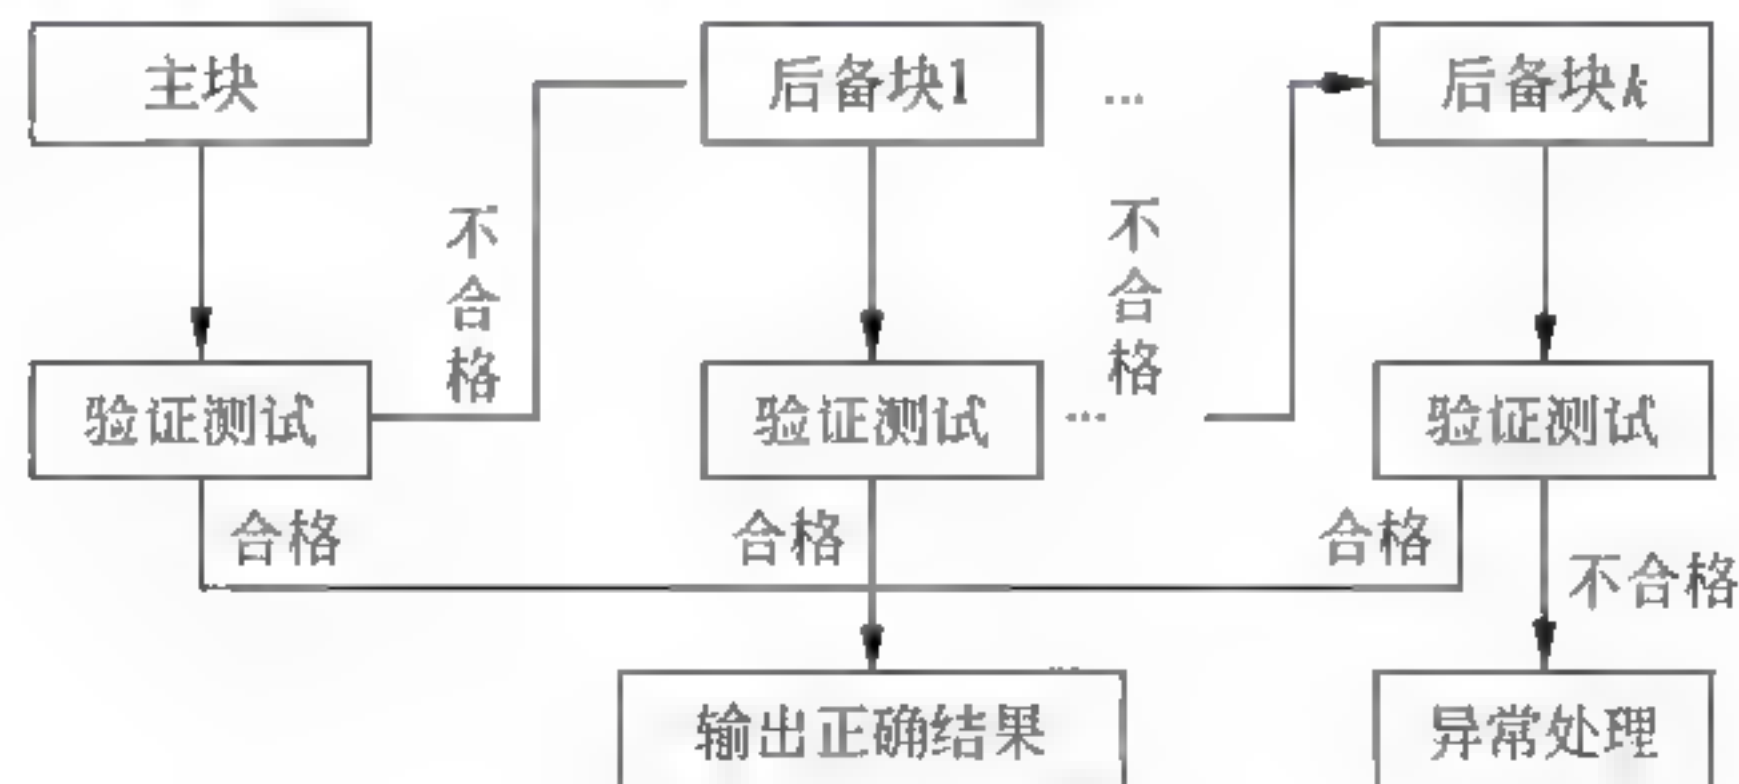 主块
后备块1
…
后备块k
不合格
不合格
验证测试
验证测试
…
验证测试
合格
合格
合格
不合格
输出正确结果
异常处理